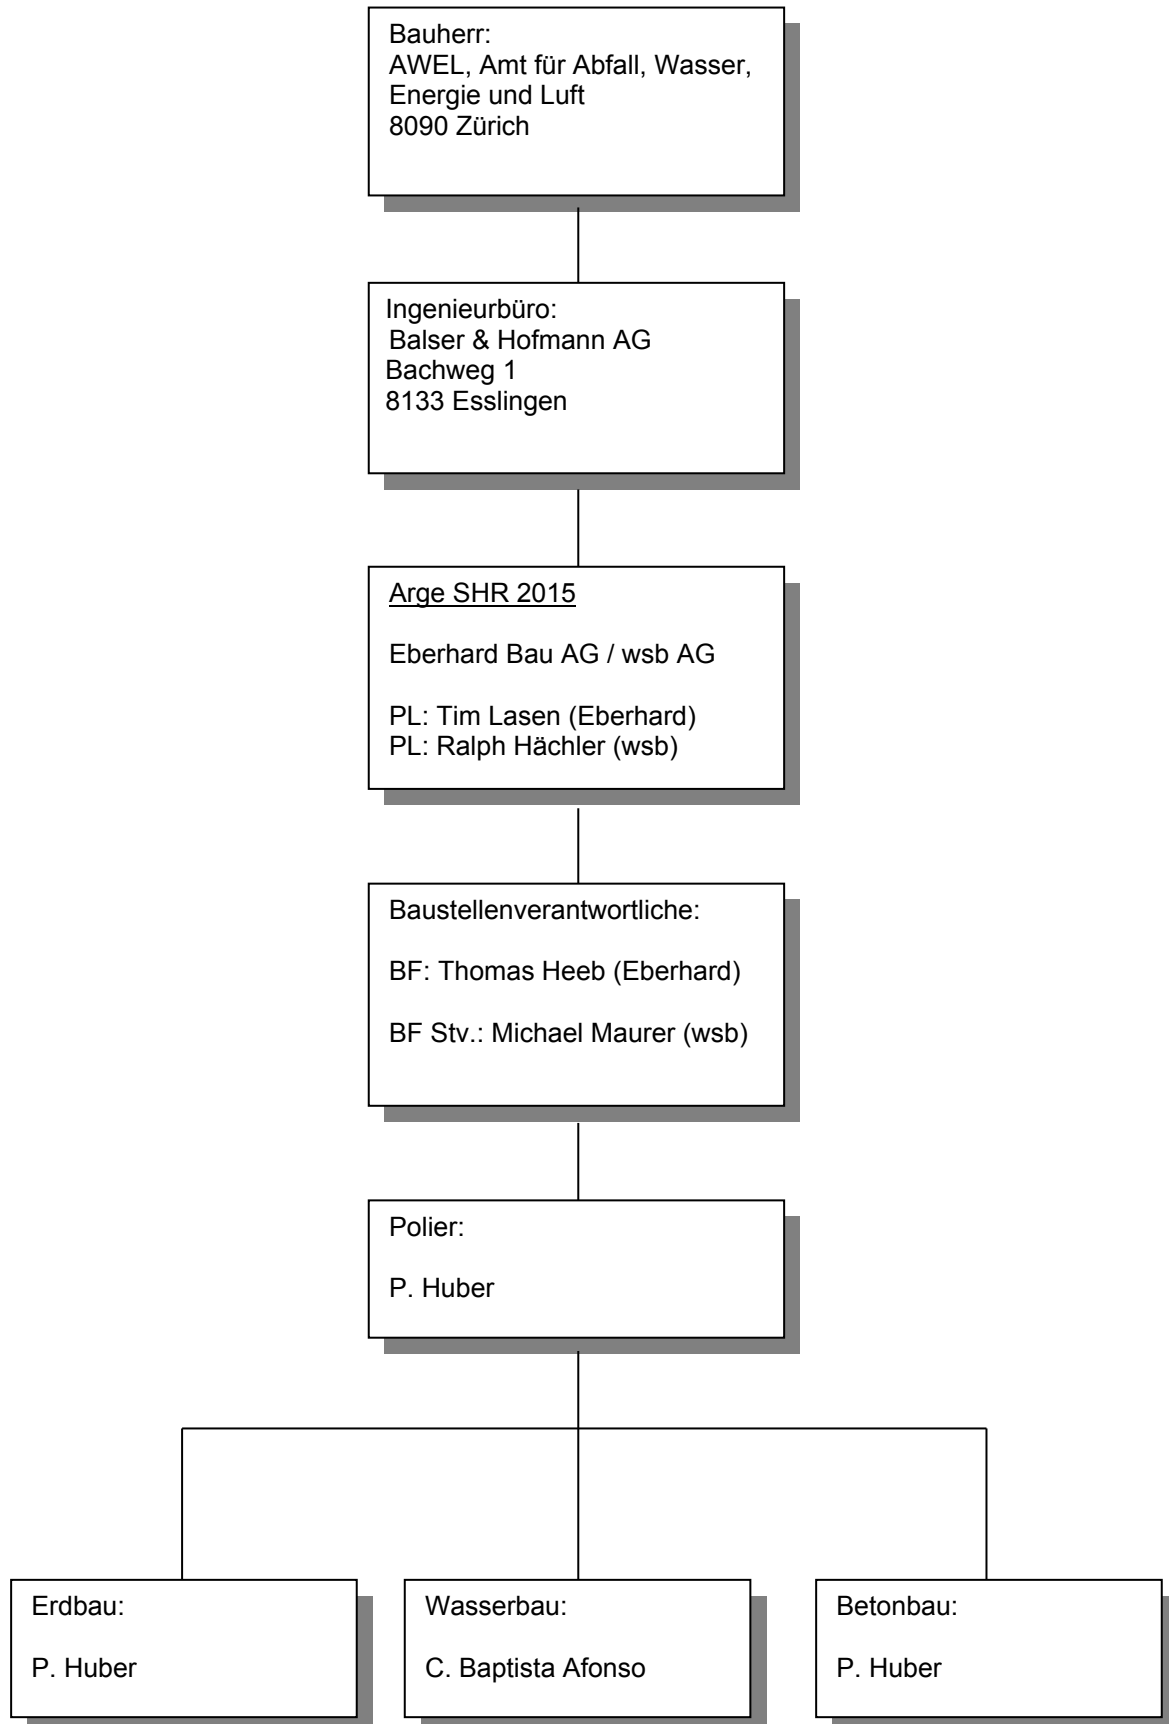 Bauherr:
AWEL, Amt für Abfall, Wasser,
Energie und Luft
8090 Zürich
Ingenieurbüro:
Balser & Hofmann AG
Bachweg 1
8133 Esslingen
Arge SHR 2015
Eberhard Bau AG / wsb AG
PL: Tim Lasen (Eberhard)
PL: Ralph Hächler (wsb)
Baustellenverantwortliche:
BF: Thomas Heeb (Eberhard)
BF Stv.: Michael Maurer (wsb)
Polier:
P. Huber
Erdbau:
P. Huber
Wasserbau:
C. Baptista Afonso
Betonbau:
P. Huber